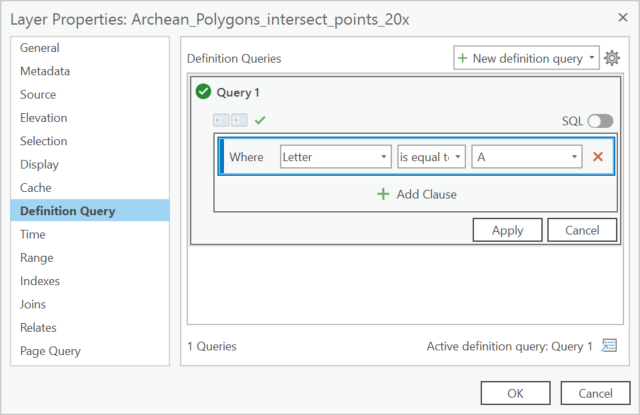 Layer Properties: Archean_Polygons_intersect_points_20x
General
Metadata
Source
Elevation
Selection
Display
Cache
Definition Query
Time
Range
Indexes
Joins
Relates
Page Query
Definition Queries
New definition query
Query 1
SQL
Where Letter is equal to A
Add Clause
Apply Cancel
1 Queries
Active definition query: Query 1
OK Cancel